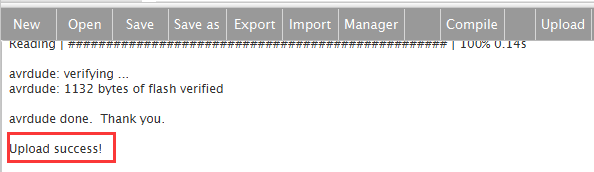 New Open Save Save as Export Import Manager Compile Upload
Reading | ################################################## | 100% 0.14s
avrdude: verifying ...
avrdude: 1132 bytes of flash verified
avrdude done.  Thank you.
Upload success!